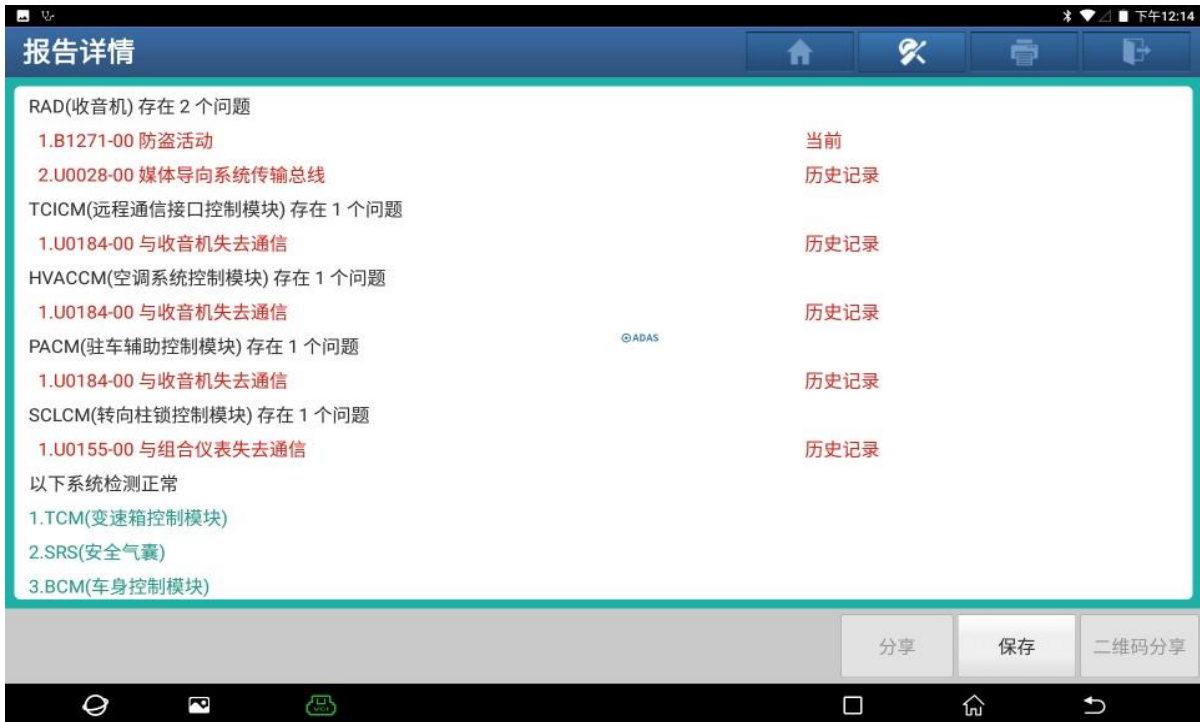 下午12:14
报告详情
RAD(收音机) 存在 2 个问题
1.B1271-00 防盗活动 当前
2.U0028-00 媒体导向系统传输总线 历史记录
TCICM(远程通信接口控制模块) 存在 1 个问题
1.U0184-00 与收音机失去通信 历史记录
HVACCM(空调系统控制模块) 存在 1 个问题
1.U0184-00 与收音机失去通信 历史记录
ADAS
PACM(驻车辅助控制模块) 存在 1 个问题
1.U0184-00 与收音机失去通信 历史记录
SCLCM(转向柱锁控制模块) 存在 1 个问题
1.U0155-00 与组合仪表失去通信 历史记录
以下系统检测正常
1.TCM(变速箱控制模块)
2.SRS(安全气囊)
3.BCM(车身控制模块)
分享 保存 二维码分享
VCI